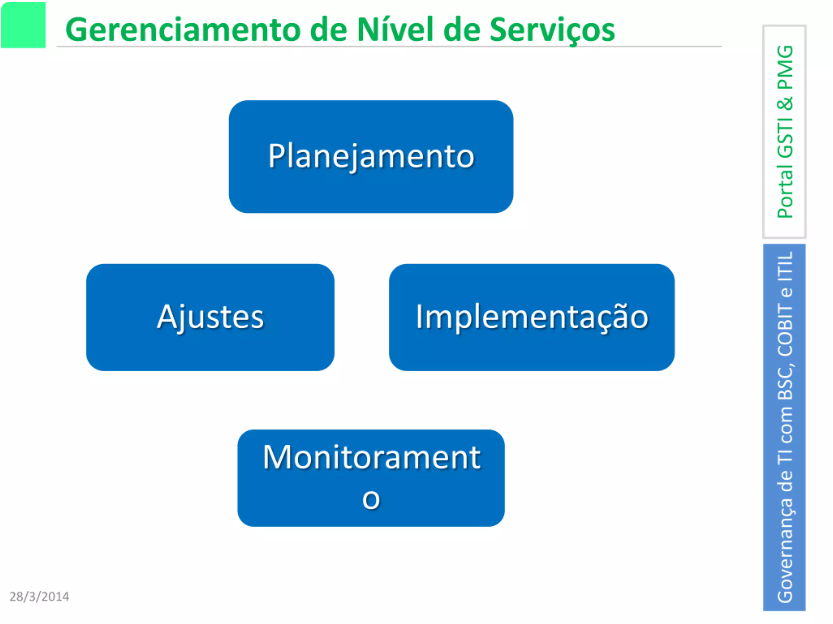 Gerenciamento de Nível de Serviços
Planejamento
Ajustes
Implementação
Monitorament
o
28/3/2014
Portal GSTI & PMG
Governança de TI com BSC, COBIT e ITIL